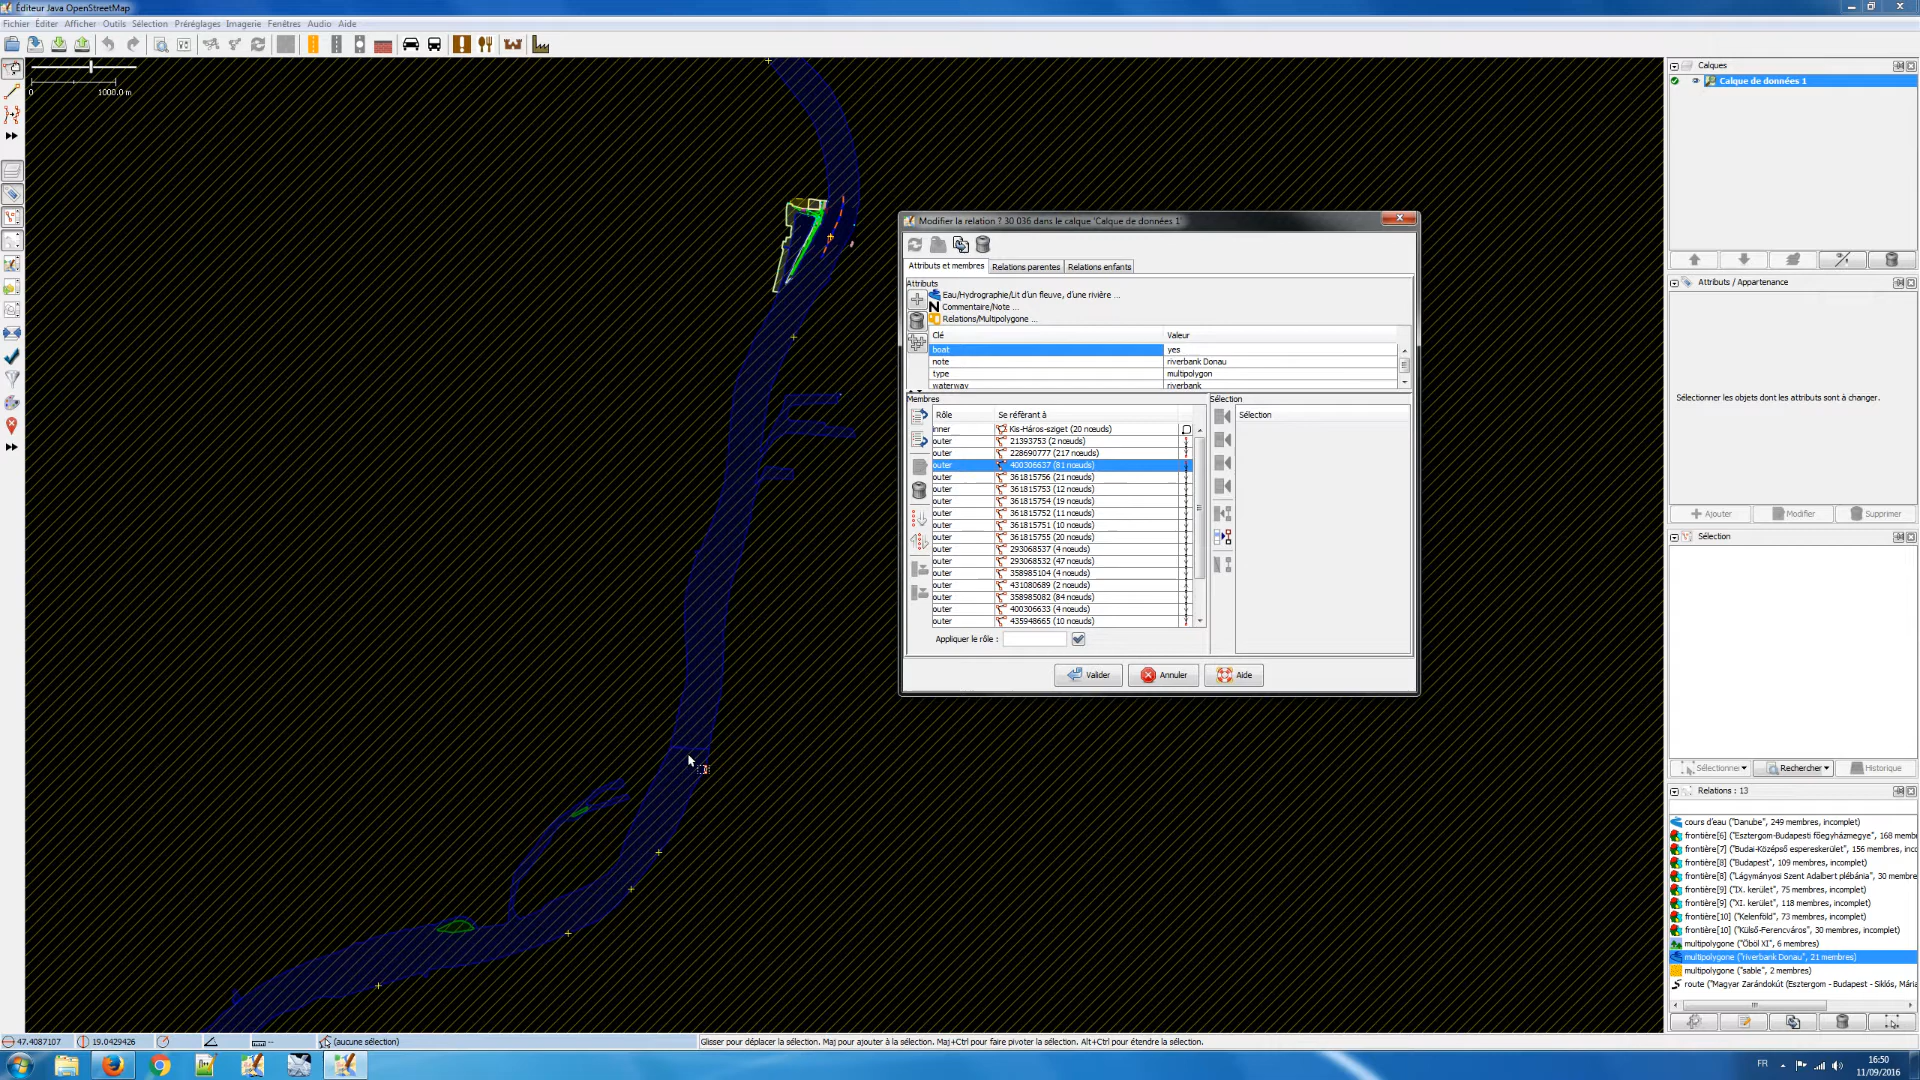 Éditeur Java OpenStreetMap
Fichier Éditer Afficher Outils Sélection Préréglages Imagerie Fenêtres Audio Aide
0 1000.0 m
Modifier la relation ? 30 036 dans le calque 'Calque de données 1'
Attributs et membres Relations parentes Relations enfants
Attributs
Eau/Hydrographie/Lit d'un fleuve, d'une rivière ...
Commentaire/Note ...
Relations/Multipolygone ...
Clé Valeur
boat yes
note riverbank Donau
type multipolygon
waterway riverbank
Membres Sélection
Rôle Se référant à Sélection
inner Kis-Háros-sziget (20 nœuds)
outer 21393753 (2 nœuds)
outer 228690777 (217 nœuds)
outer 400306637 (81 nœuds)
outer 361815756 (21 nœuds)
outer 361815753 (12 nœuds)
outer 361815754 (19 nœuds)
outer 361815752 (11 nœuds)
outer 361815751 (10 nœuds)
outer 361815755 (20 nœuds)
outer 293068537 (4 nœuds)
outer 293068532 (47 nœuds)
outer 358985104 (4 nœuds)
outer 431080689 (2 nœuds)
outer 358985082 (84 nœuds)
outer 400306633 (4 nœuds)
outer 435948665 (10 nœuds)
Appliquer le rôle :
Valider Annuler Aide
Calques
Calque de données 1
Attributs / Appartenance
Sélectionner les objets dont les attributs sont à changer.
Ajouter Modifier Supprimer
Sélection
Sélectionner Rechercher Historique
Relations : 13
cours d'eau ("Danube", 249 membres, incomplet)
frontière[6] ("Esztergom-Budapesti főegyházmegye", 168 memb
frontière[7] ("Budai-Középső espereskerület", 156 membres, inco
frontière[8] ("Budapest", 109 membres, incomplet)
frontière[8] ("Lágymányosi Szent Adalbert plébánia", 30 membre
frontière[9] ("IX. kerület", 75 membres, incomplet)
frontière[9] ("XI. kerület", 118 membres, incomplet)
frontière[10] ("Kelenföld", 73 membres, incomplet)
frontière[10] ("Külső-Ferencváros", 30 membres, incomplet)
multipolygone ("Öböl XI", 6 membres)
multipolygone ("riverbank Donau", 21 membres)
multipolygone ("sable", 2 membres)
route ("Magyar Zarándokút (Esztergom - Budapest - Siklós, Mária
47.4087107 19.0429426 -- (aucune sélection) Glisser pour déplacer la sélection. Maj pour ajouter à la sélection. Maj+Ctrl pour faire pivoter la sélection. Alt+Ctrl pour étendre la sélection.
FR 16:50
11/09/2016